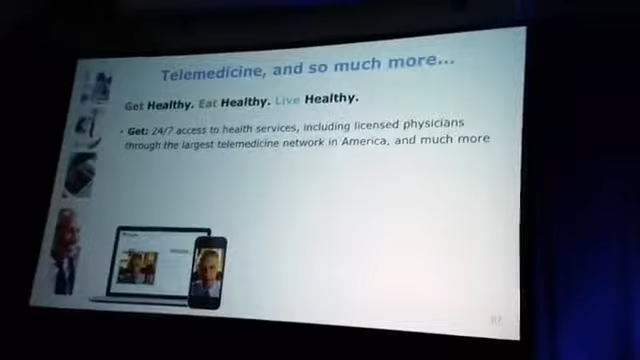 Telemedicine, and so much more...
Get Healthy. Eat Healthy. Live Healthy.
• Get: 24/7 access to health services, including licensed physicians
through the largest telemedicine network in America, and much more